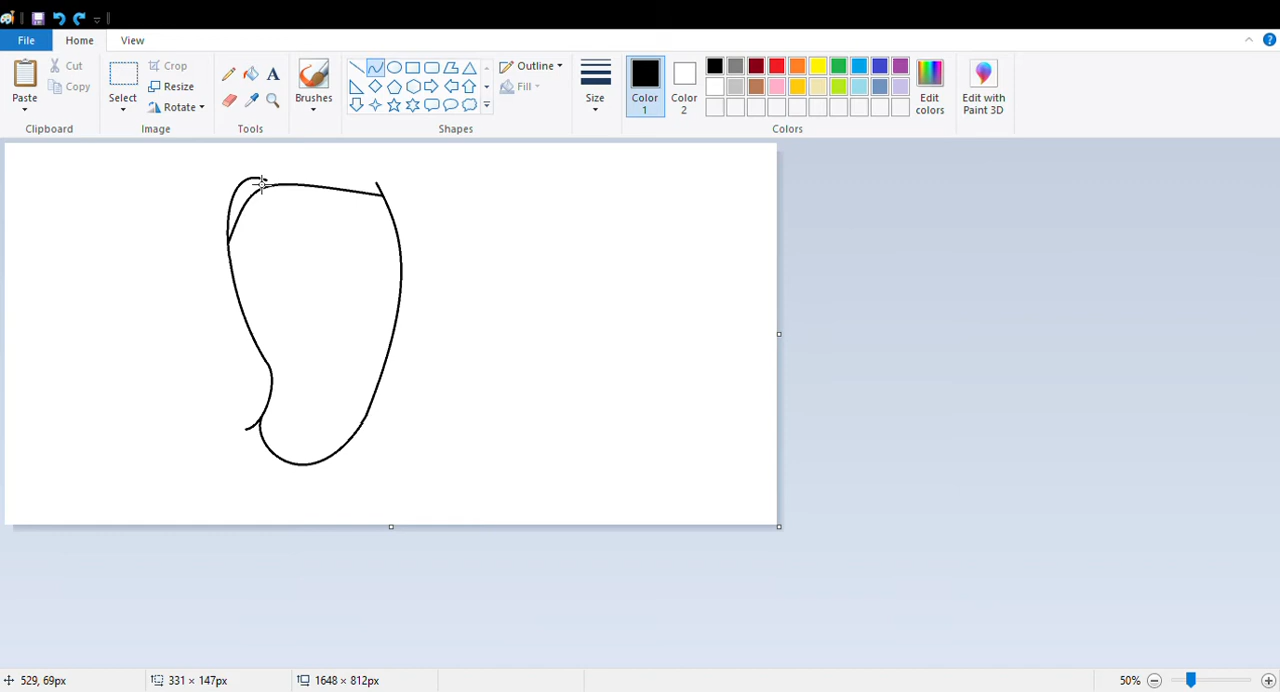 File Home View
Paste Cut Copy
Clipboard
Select Crop Resize Rotate
Image
A
Tools
Brushes
Outline Fill
Shapes
Size
Color 1
Color 2
Edit colors
Colors
Edit with Paint 3D
529, 69px 331 × 147px 1648 × 812px 50%